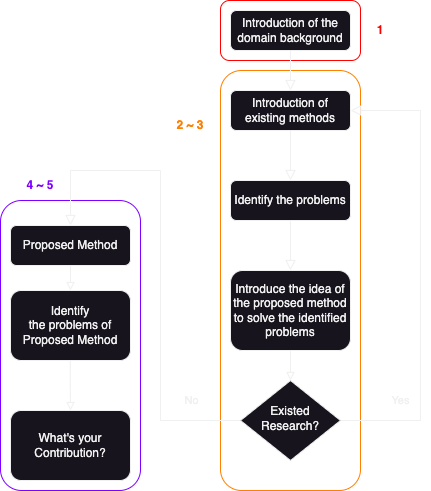 Introduction of the
domain background
1
Introduction of
existing methods
2 ~ 3
Identify the problems
4 ~ 5
Proposed Method
Introduce the idea of
the proposed method
to solve the identified
problems
Identify
the problems of
Proposed Method
No
Existed
Research?
Yes
What's your
Contribution?